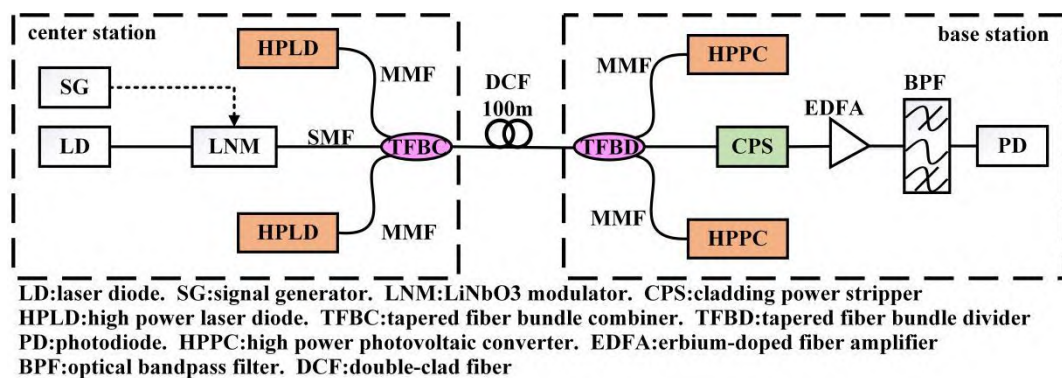 center station
base station
HPLD
HPPC
MMF
MMF
SG
DCF
100m
BPF
EDFA
LD
LNM
SMF
TFBC
TFBD
CPS
PD
HPLD
MMF
MMF
HPPC
LD:laser diode. SG:signal generator. LNM:LiNbO3 modulator. CPS:cladding power stripper
HPLD:high power laser diode. TFBC:tapered fiber bundle combiner. TFBD:tapered fiber bundle divider
PD:photodiode. HPPC:high power photovoltaic converter. EDFA:erbium-doped fiber amplifier
BPF:optical bandpass filter. DCF:double-clad fiber